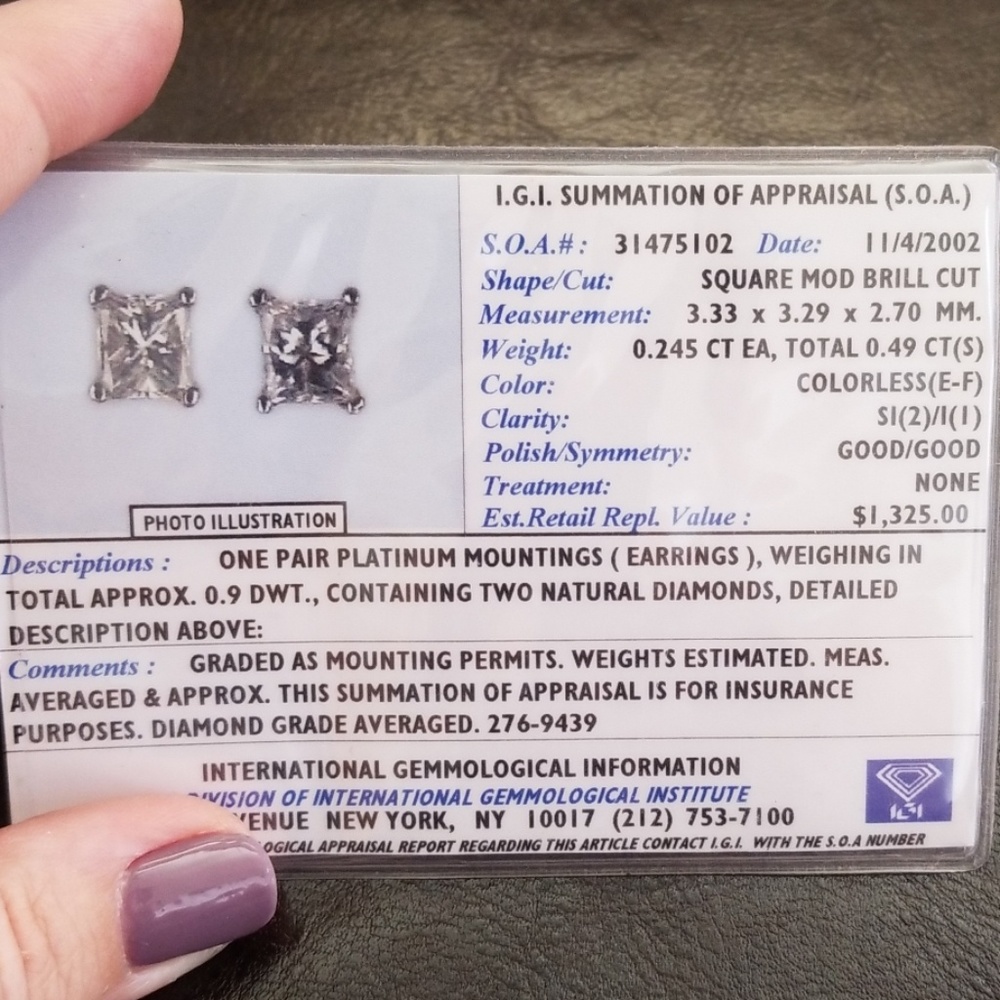 I.G.I. SUMMATION OF APPRAISAL (S.O.A.)
S.O.A.# : 31475102 Date: 11/4/2002
Shape/Cut: SQUARE MOD BRILL CUT
Measurement: 3.33 x 3.29 x 2.70 MM.
Weight: 0.245 CT EA, TOTAL 0.49 CT(S)
Color: COLORLESS(E-F)
Clarity: SI(2)/I(1)
Polish/Symmetry: GOOD/GOOD
Treatment: NONE
Est.Retail Repl. Value : $1,325.00
PHOTO ILLUSTRATION
Descriptions : ONE PAIR PLATINUM MOUNTINGS ( EARRINGS ), WEIGHING IN
TOTAL APPROX. 0.9 DWT., CONTAINING TWO NATURAL DIAMONDS, DETAILED
DESCRIPTION ABOVE:
Comments : GRADED AS MOUNTING PERMITS. WEIGHTS ESTIMATED. MEAS.
AVERAGED & APPROX. THIS SUMMATION OF APPRAISAL IS FOR INSURANCE
PURPOSES. DIAMOND GRADE AVERAGED. 276-9439
INTERNATIONAL GEMMOLOGICAL INFORMATION
DIVISION OF INTERNATIONAL GEMMOLOGICAL INSTITUTE
VENUE NEW YORK, NY 10017 (212) 753-7100
OGICAL APPRAISAL REPORT REGARDING THIS ARTICLE CONTACT I.G.I. WITH THE S.O.A NUMBER
IGI